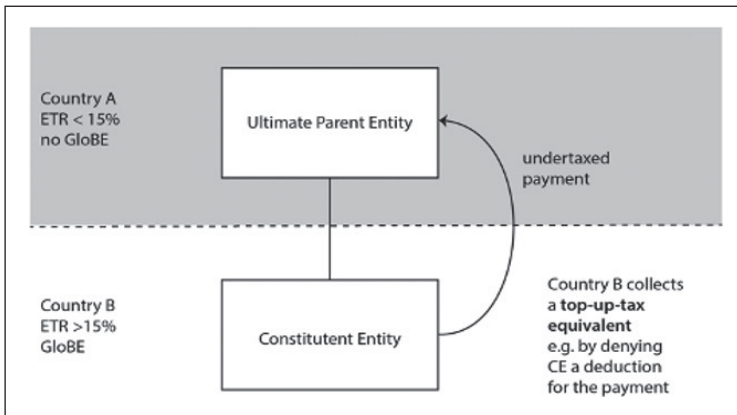 Country A
ETR < 15%
no GloBE
Ultimate Parent Entity
undertaxed
payment
Country B
ETR >15%
GloBE
Constitutent Entity
Country B collects
a top-up-tax
equivalent
e.g. by denying
CE a deduction
for the payment